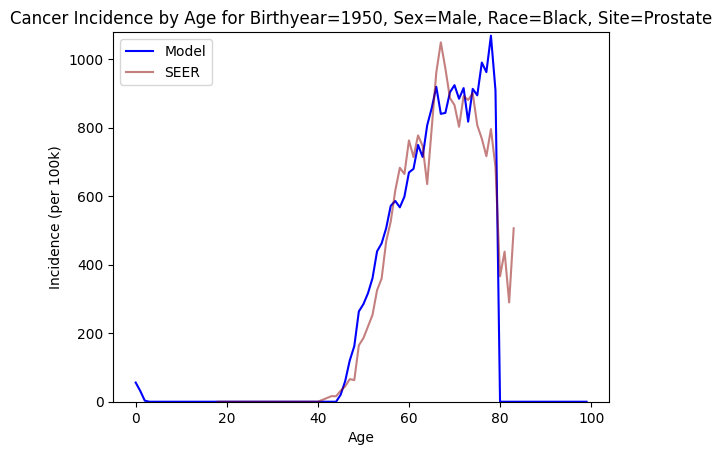 Cancer Incidence by Age for Birthyear=1950, Sex=Male, Race=Black, Site=Prostate
Model
SEER
Incidence (per 100k)
1000
800
600
400
200
0
0 20 40 60 80 100
Age